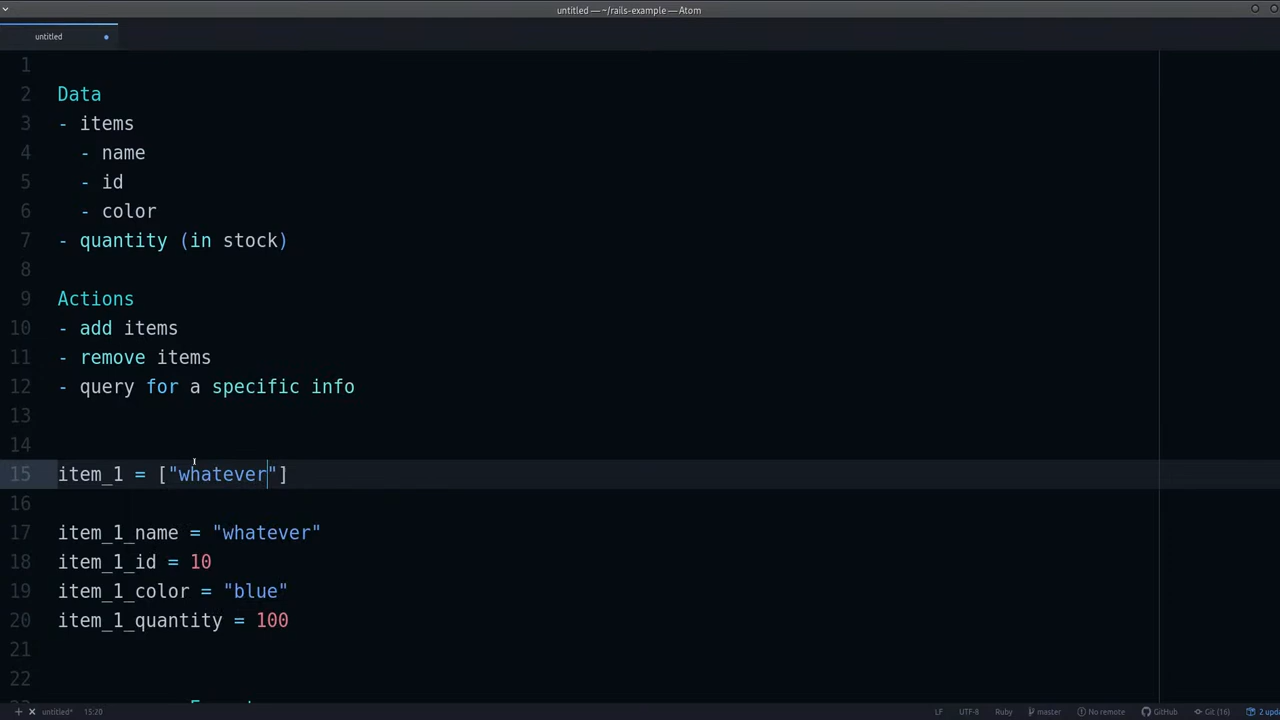 untitled — ~/rails-example — Atom
untitled
1
2 Data
3 - items
4 - name
5 - id
6 - color
7 - quantity (in stock)
8
9 Actions
10 - add items
11 - remove items
12 - query for a specific info
13
14
15 item_1 = ["whatever"]
16
17 item_1_name = "whatever"
18 item_1_id = 10
19 item_1_color = "blue"
20 item_1_quantity = 100
21
22
untitled* 15:20 LF UTF-8 Ruby master No remote GitHub Git (16)